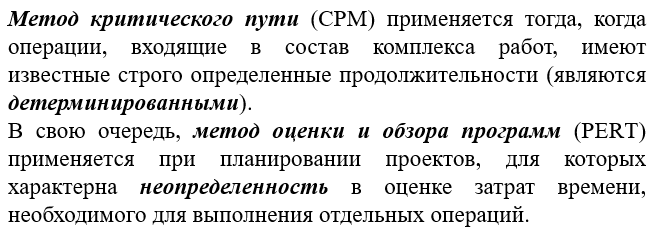 Метод критического пути (CPM) применяется тогда, когда
операции, входящие в состав комплекса работ, имеют
известные строго определенные продолжительности (являются
детерминированными).
В свою очередь, метод оценки и обзора программ (PERT)
применяется при планировании проектов, для которых
характерна неопределенность в оценке затрат времени,
необходимого для выполнения отдельных операций.